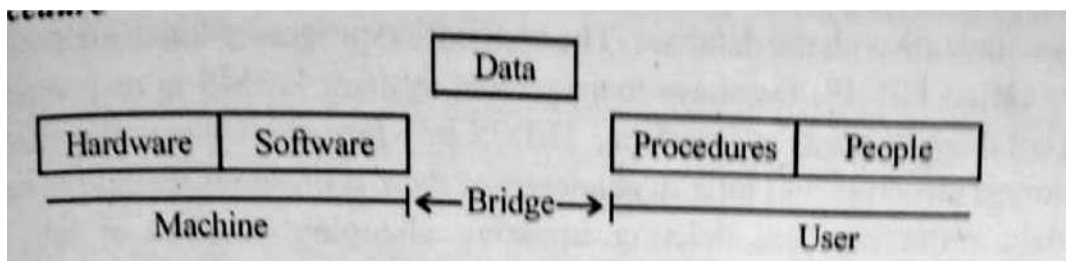 Data
Hardware Software Procedures People
←Bridge→
Machine User